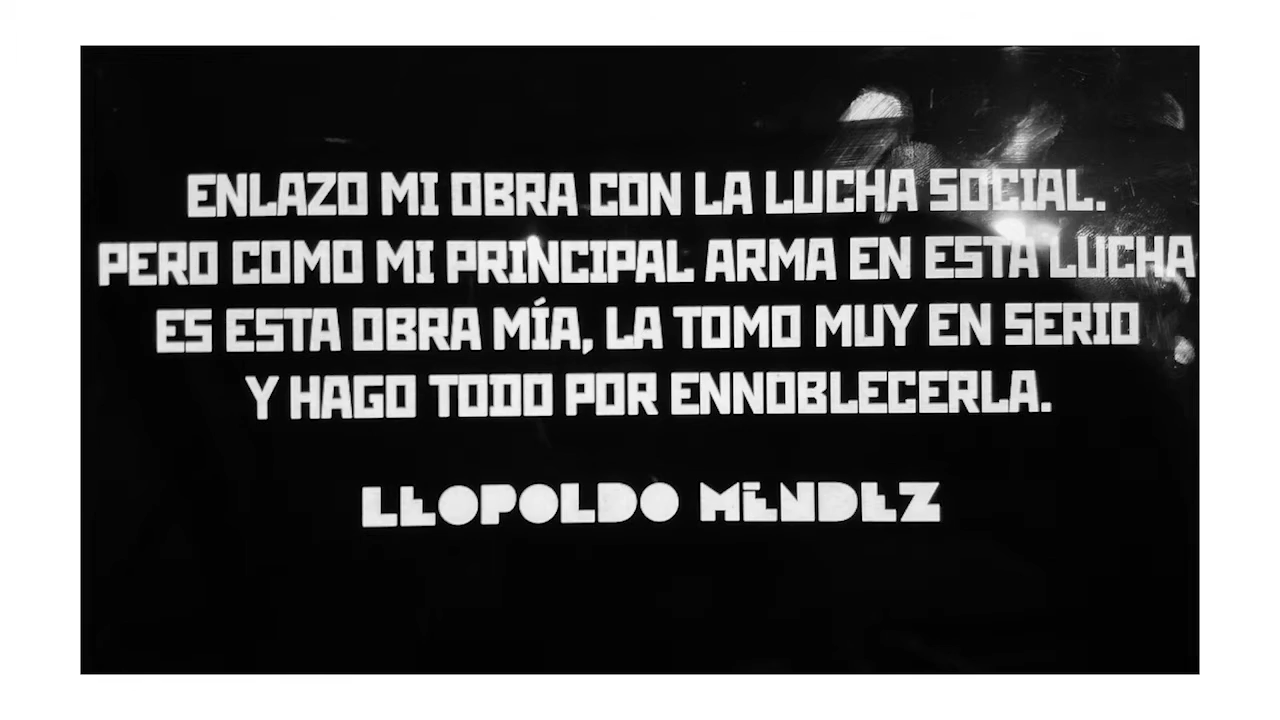 ENLAZO MI OBRA CON LA LUCHA SOCIAL.
PERO COMO MI PRINCIPAL ARMA EN ESTA LUCHA
ES ESTA OBRA MÍA, LA TOMO MUY EN SERIO
Y HAGO TODO POR ENNOBLECERLA.
LEOPOLDO MÉNDEZ